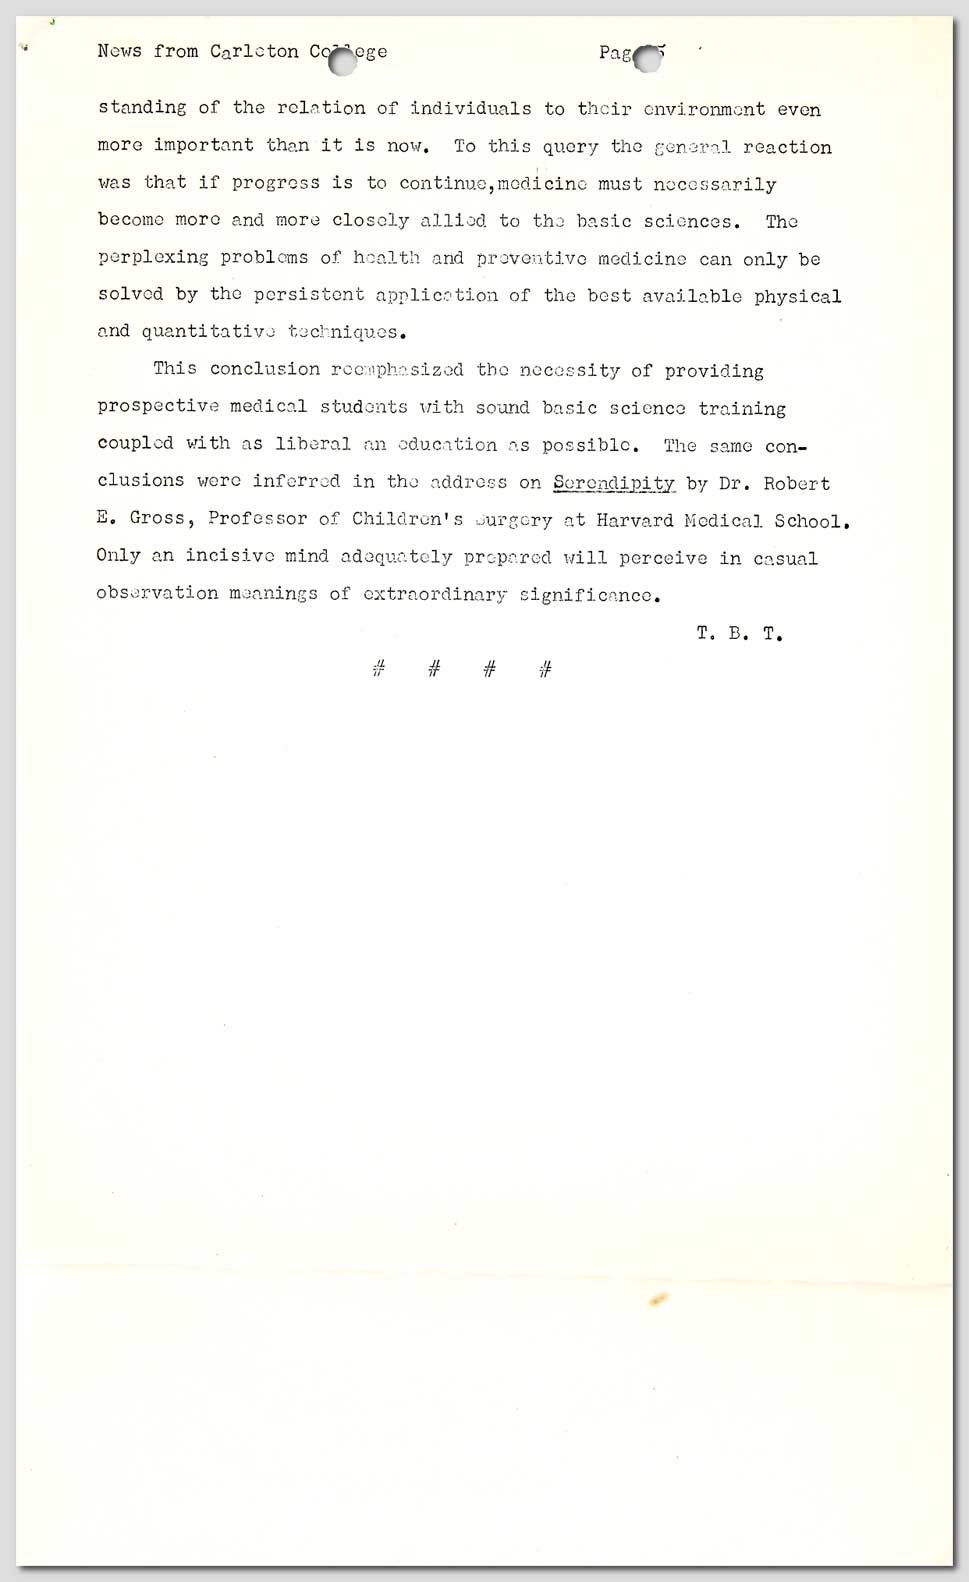 News from Carleton College Page 5
standing of the relation of individuals to their environment even
more important than it is now. To this query the general reaction
was that if progress is to continue,medicine must necessarily
become more and more closely allied to the basic sciences. The
perplexing problems of health and preventive medicine can only be
solved by the persistent application of the best available physical
and quantitative techniques.
This conclusion reemphasized the necessity of providing
prospective medical students with sound basic science training
coupled with as liberal an education as possible. The same con-
clusions were inferred in the address on Serendipity by Dr. Robert
E. Gross, Professor of Children's Surgery at Harvard Medical School.
Only an incisive mind adequately prepared will perceive in casual
observation meanings of extraordinary significance.
T. B. T.
# # # #